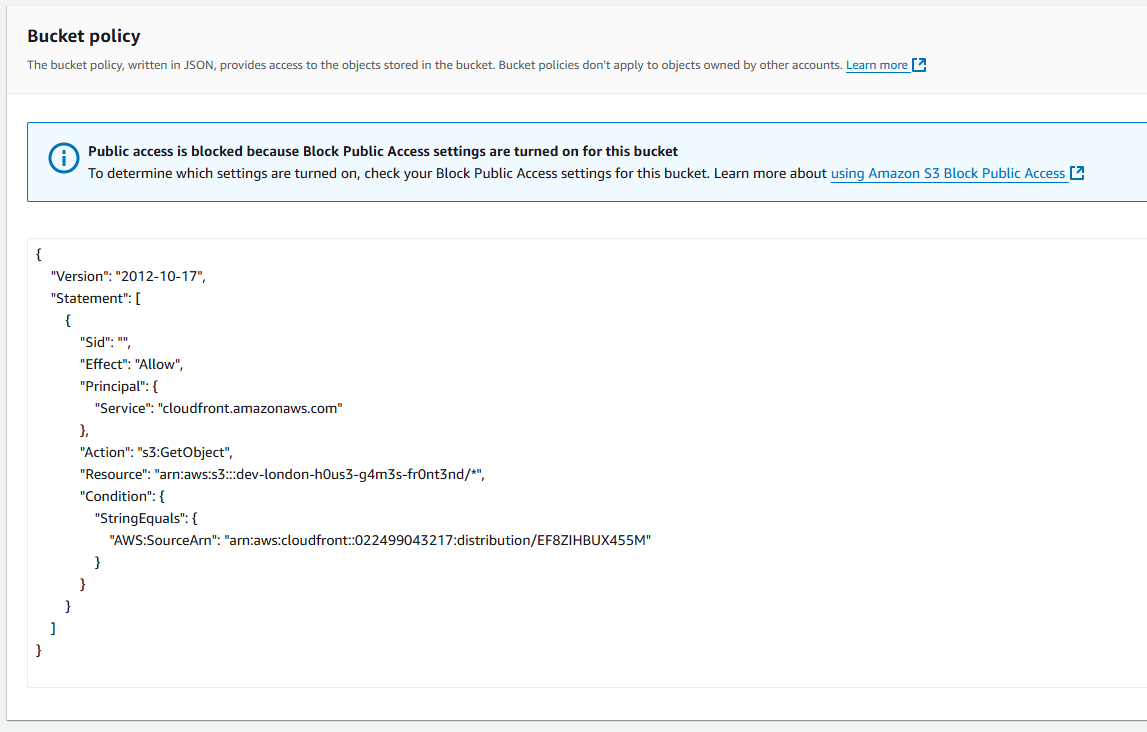 Bucket policy
The bucket policy, written in JSON, provides access to the objects stored in the bucket. Bucket policies don't apply to objects owned by other accounts. Learn more
Public access is blocked because Block Public Access settings are turned on for this bucket
To determine which settings are turned on, check your Block Public Access settings for this bucket. Learn more about using Amazon S3 Block Public Access
{
"Version": "2012-10-17",
"Statement": [
{
"Sid": "",
"Effect": "Allow",
"Principal": {
"Service": "cloudfront.amazonaws.com"
},
"Action": "s3:GetObject",
"Resource": "arn:aws:s3:::dev-london-h0us3-g4m3s-fr0nt3nd/*",
"Condition": {
"StringEquals": {
"AWS:SourceArn": "arn:aws:cloudfront::022499043217:distribution/EF8ZIHBUX455M"
}
}
}
]
}